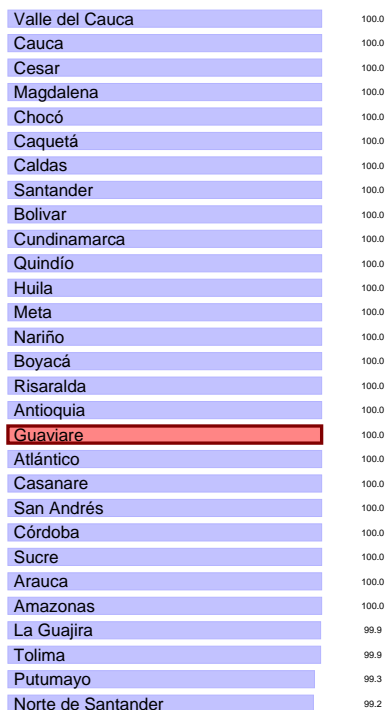 Valle del Cauca 100.0
Cauca 100.0
Cesar 100.0
Magdalena 100.0
Chocó 100.0
Caquetá 100.0
Caldas 100.0
Santander 100.0
Bolivar 100.0
Cundinamarca 100.0
Quindío 100.0
Huila 100.0
Meta 100.0
Nariño 100.0
Boyacá 100.0
Risaralda 100.0
Antioquia 100.0
Guaviare 100.0
Atlántico 100.0
Casanare 100.0
San Andrés 100.0
Córdoba 100.0
Sucre 100.0
Arauca 100.0
Amazonas 100.0
La Guajira 99.9
Tolima 99.9
Putumayo 99.3
Norte de Santander 99.2